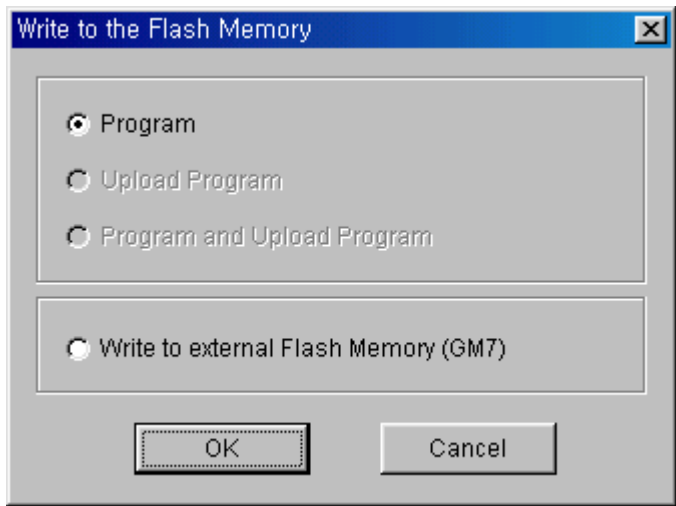 Write to the Flash Memory
Program
Upload Program
Program and Upload Program
Write to external Flash Memory (GM7)
OK
Cancel